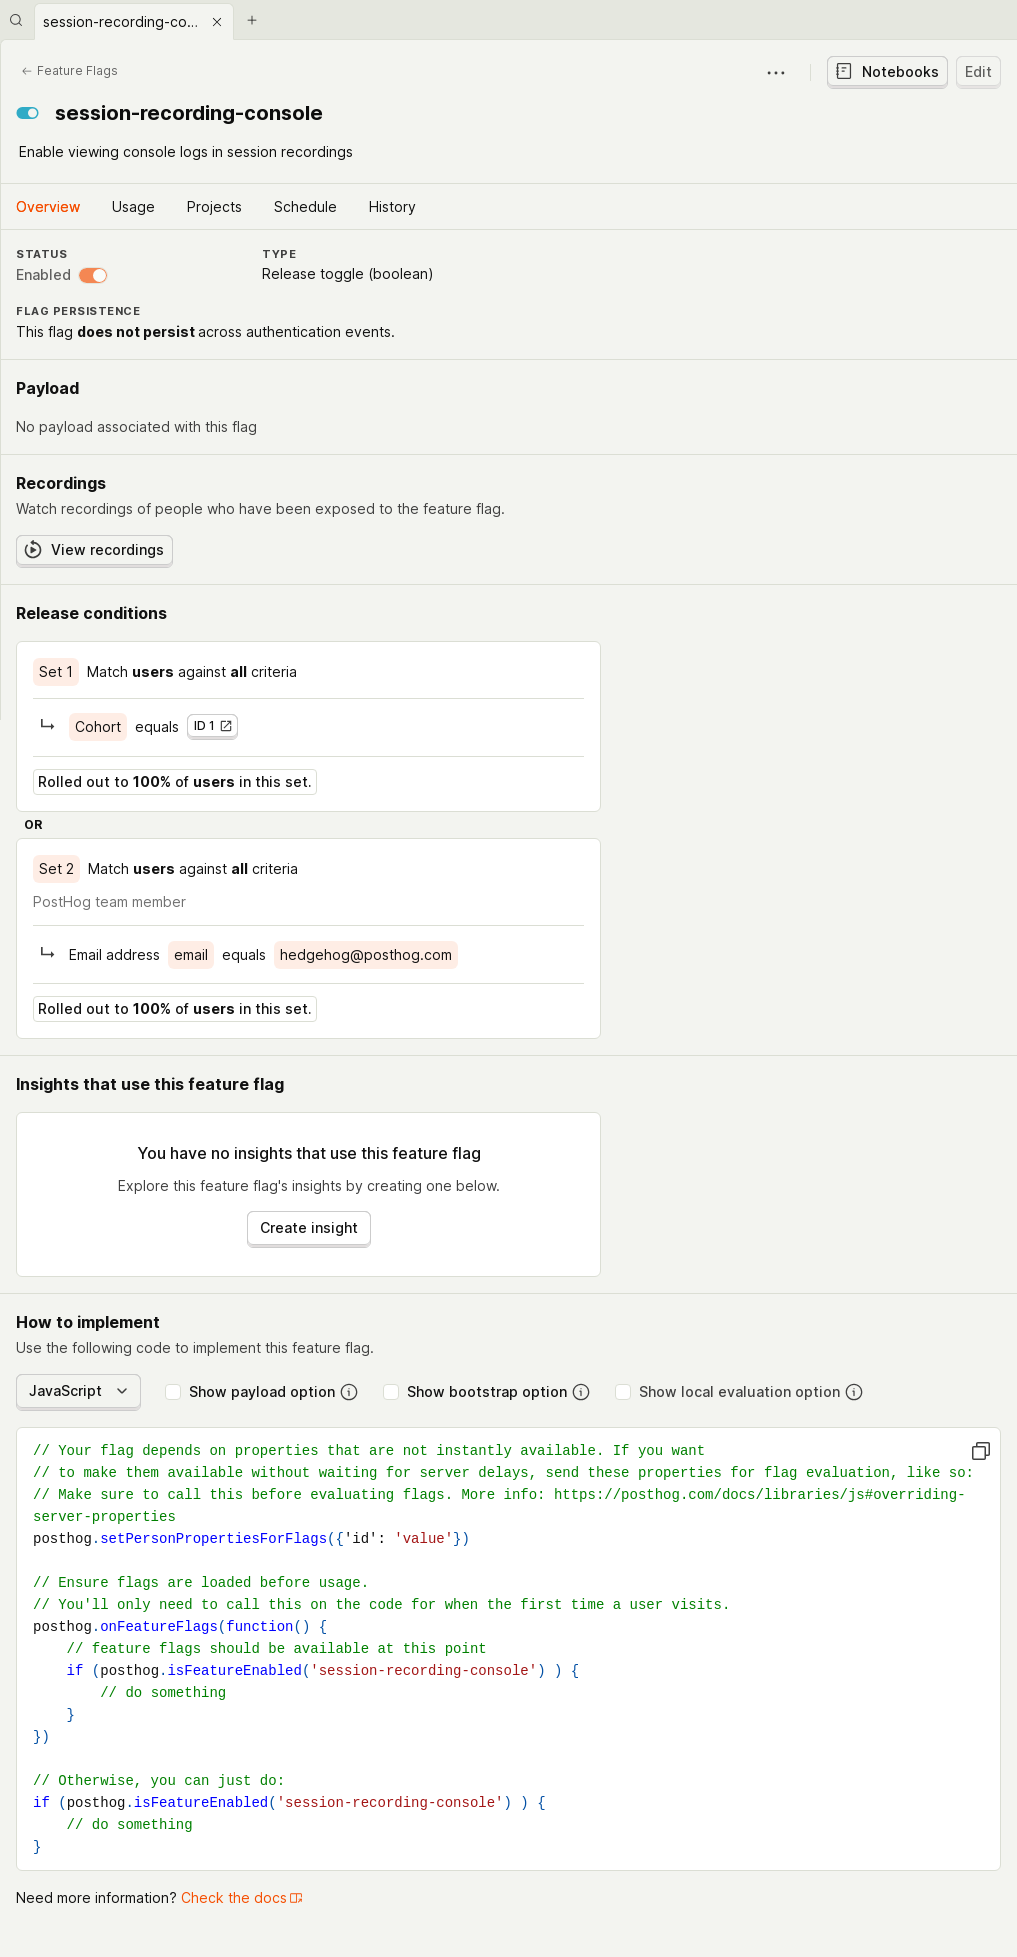 session-recording-co...
Feature Flags
Notebooks
Edit
session-recording-console
Enable viewing console logs in session recordings
Overview
Usage
Projects
Schedule
History
STATUS
TYPE
Enabled
Release toggle (boolean)
FLAG PERSISTENCE
This flag does not persist across authentication events.
Payload
No payload associated with this flag
Recordings
Watch recordings of people who have been exposed to the feature flag.
View recordings
Release conditions
Set 1 Match users against all criteria
Cohort equals ID 1
Rolled out to 100% of users in this set.
OR
Set 2 Match users against all criteria
PostHog team member
Email address email equals hedgehog@posthog.com
Rolled out to 100% of users in this set.
Insights that use this feature flag
You have no insights that use this feature flag
Explore this feature flag's insights by creating one below.
Create insight
How to implement
Use the following code to implement this feature flag.
JavaScript
Show payload option
Show bootstrap option
Show local evaluation option
// Your flag depends on properties that are not instantly available. If you want
// to make them available without waiting for server delays, send these properties for flag evaluation, like so:
// Make sure to call this before evaluating flags. More info: https://posthog.com/docs/libraries/js#overriding-
server-properties
posthog.setPersonPropertiesForFlags({'id': 'value'})
// Ensure flags are loaded before usage.
// You'll only need to call this on the code for when the first time a user visits.
posthog.onFeatureFlags(function() {
    // feature flags should be available at this point
    if (posthog.isFeatureEnabled('session-recording-console') ) {
        // do something
    }
})
// Otherwise, you can just do:
if (posthog.isFeatureEnabled('session-recording-console') ) {
    // do something
}
Need more information? Check the docs